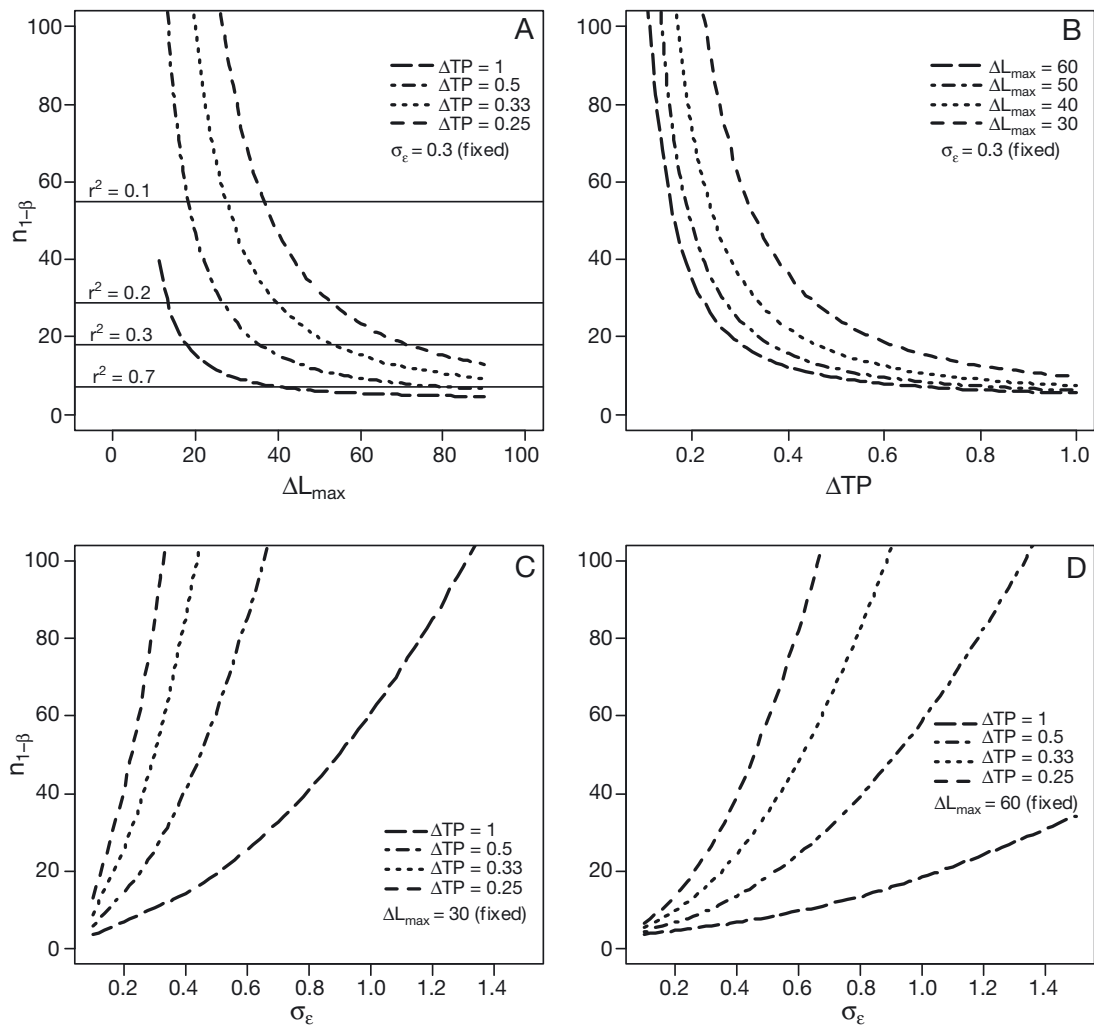 A
100
80
60
40
20
0
n1–β
ΔTP = 1
ΔTP = 0.5
ΔTP = 0.33
ΔTP = 0.25
σε = 0.3 (fixed)
r² = 0.1
r² = 0.2
r² = 0.3
r² = 0.7
0 20 40 60 80 100
ΔLmax
B
100
80
60
40
20
0
ΔLmax = 60
ΔLmax = 50
ΔLmax = 40
ΔLmax = 30
σε = 0.3 (fixed)
0.2 0.4 0.6 0.8 1.0
ΔTP
C
100
80
60
40
20
0
n1–β
ΔTP = 1
ΔTP = 0.5
ΔTP = 0.33
ΔTP = 0.25
ΔLmax = 30 (fixed)
0.2 0.4 0.6 0.8 1.0 1.2 1.4
σε
D
100
80
60
40
20
0
ΔTP = 1
ΔTP = 0.5
ΔTP = 0.33
ΔTP = 0.25
ΔLmax = 60 (fixed)
0.2 0.4 0.6 0.8 1.0 1.2 1.4
σε